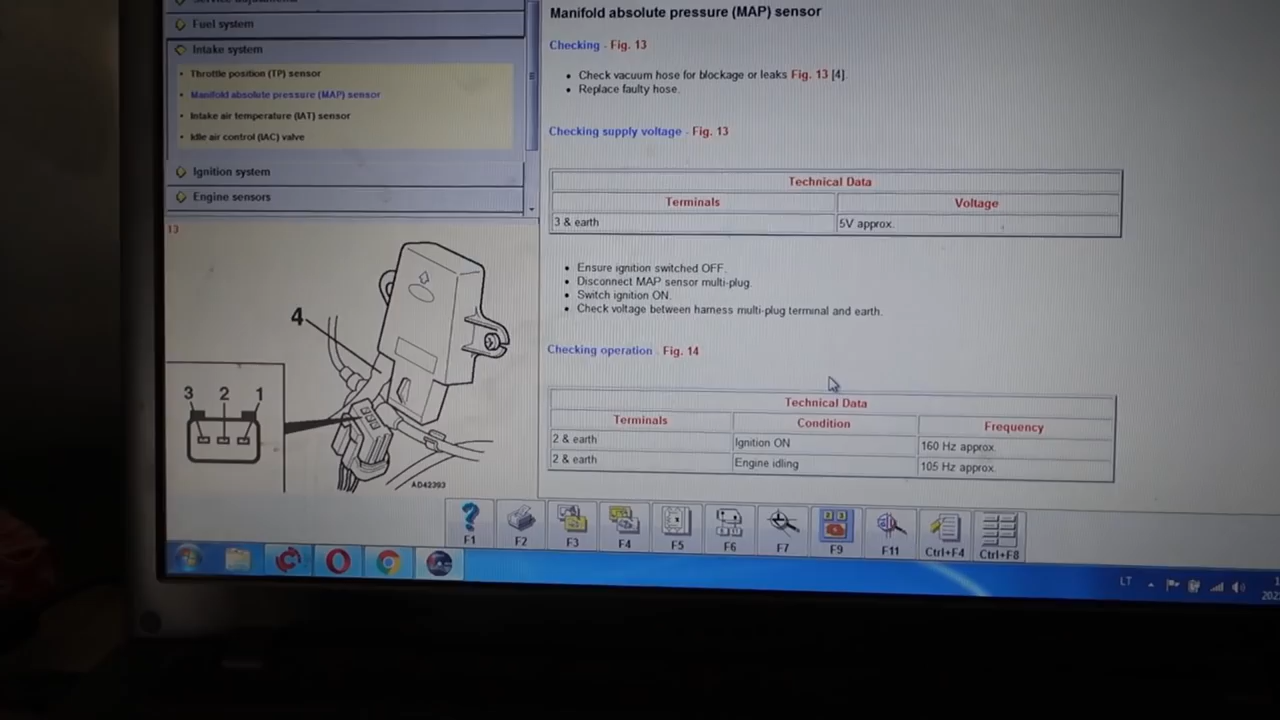 Fuel system
Intake system
Throttle position (TP) sensor
Manifold absolute pressure (MAP) sensor
Intake air temperature (IAT) sensor
Idle air control (IAC) valve
Ignition system
Engine sensors
13
4
3 2 1
AD42393
Manifold absolute pressure (MAP) sensor
Checking - Fig. 13
Check vacuum hose for blockage or leaks Fig. 13 [4].
Replace faulty hose.
Checking supply voltage - Fig. 13
Technical Data
Terminals Voltage
3 & earth 5V approx.
Ensure ignition switched OFF.
Disconnect MAP sensor multi-plug.
Switch ignition ON.
Check voltage between harness multi-plug terminal and earth.
Checking operation - Fig. 14
Technical Data
Terminals Condition Frequency
2 & earth Ignition ON 160 Hz approx.
2 & earth Engine idling 105 Hz approx.
F1 F2 F3 F4 F5 F6 F7 F9 F11 Ctrl+F4 Ctrl+F8
LT